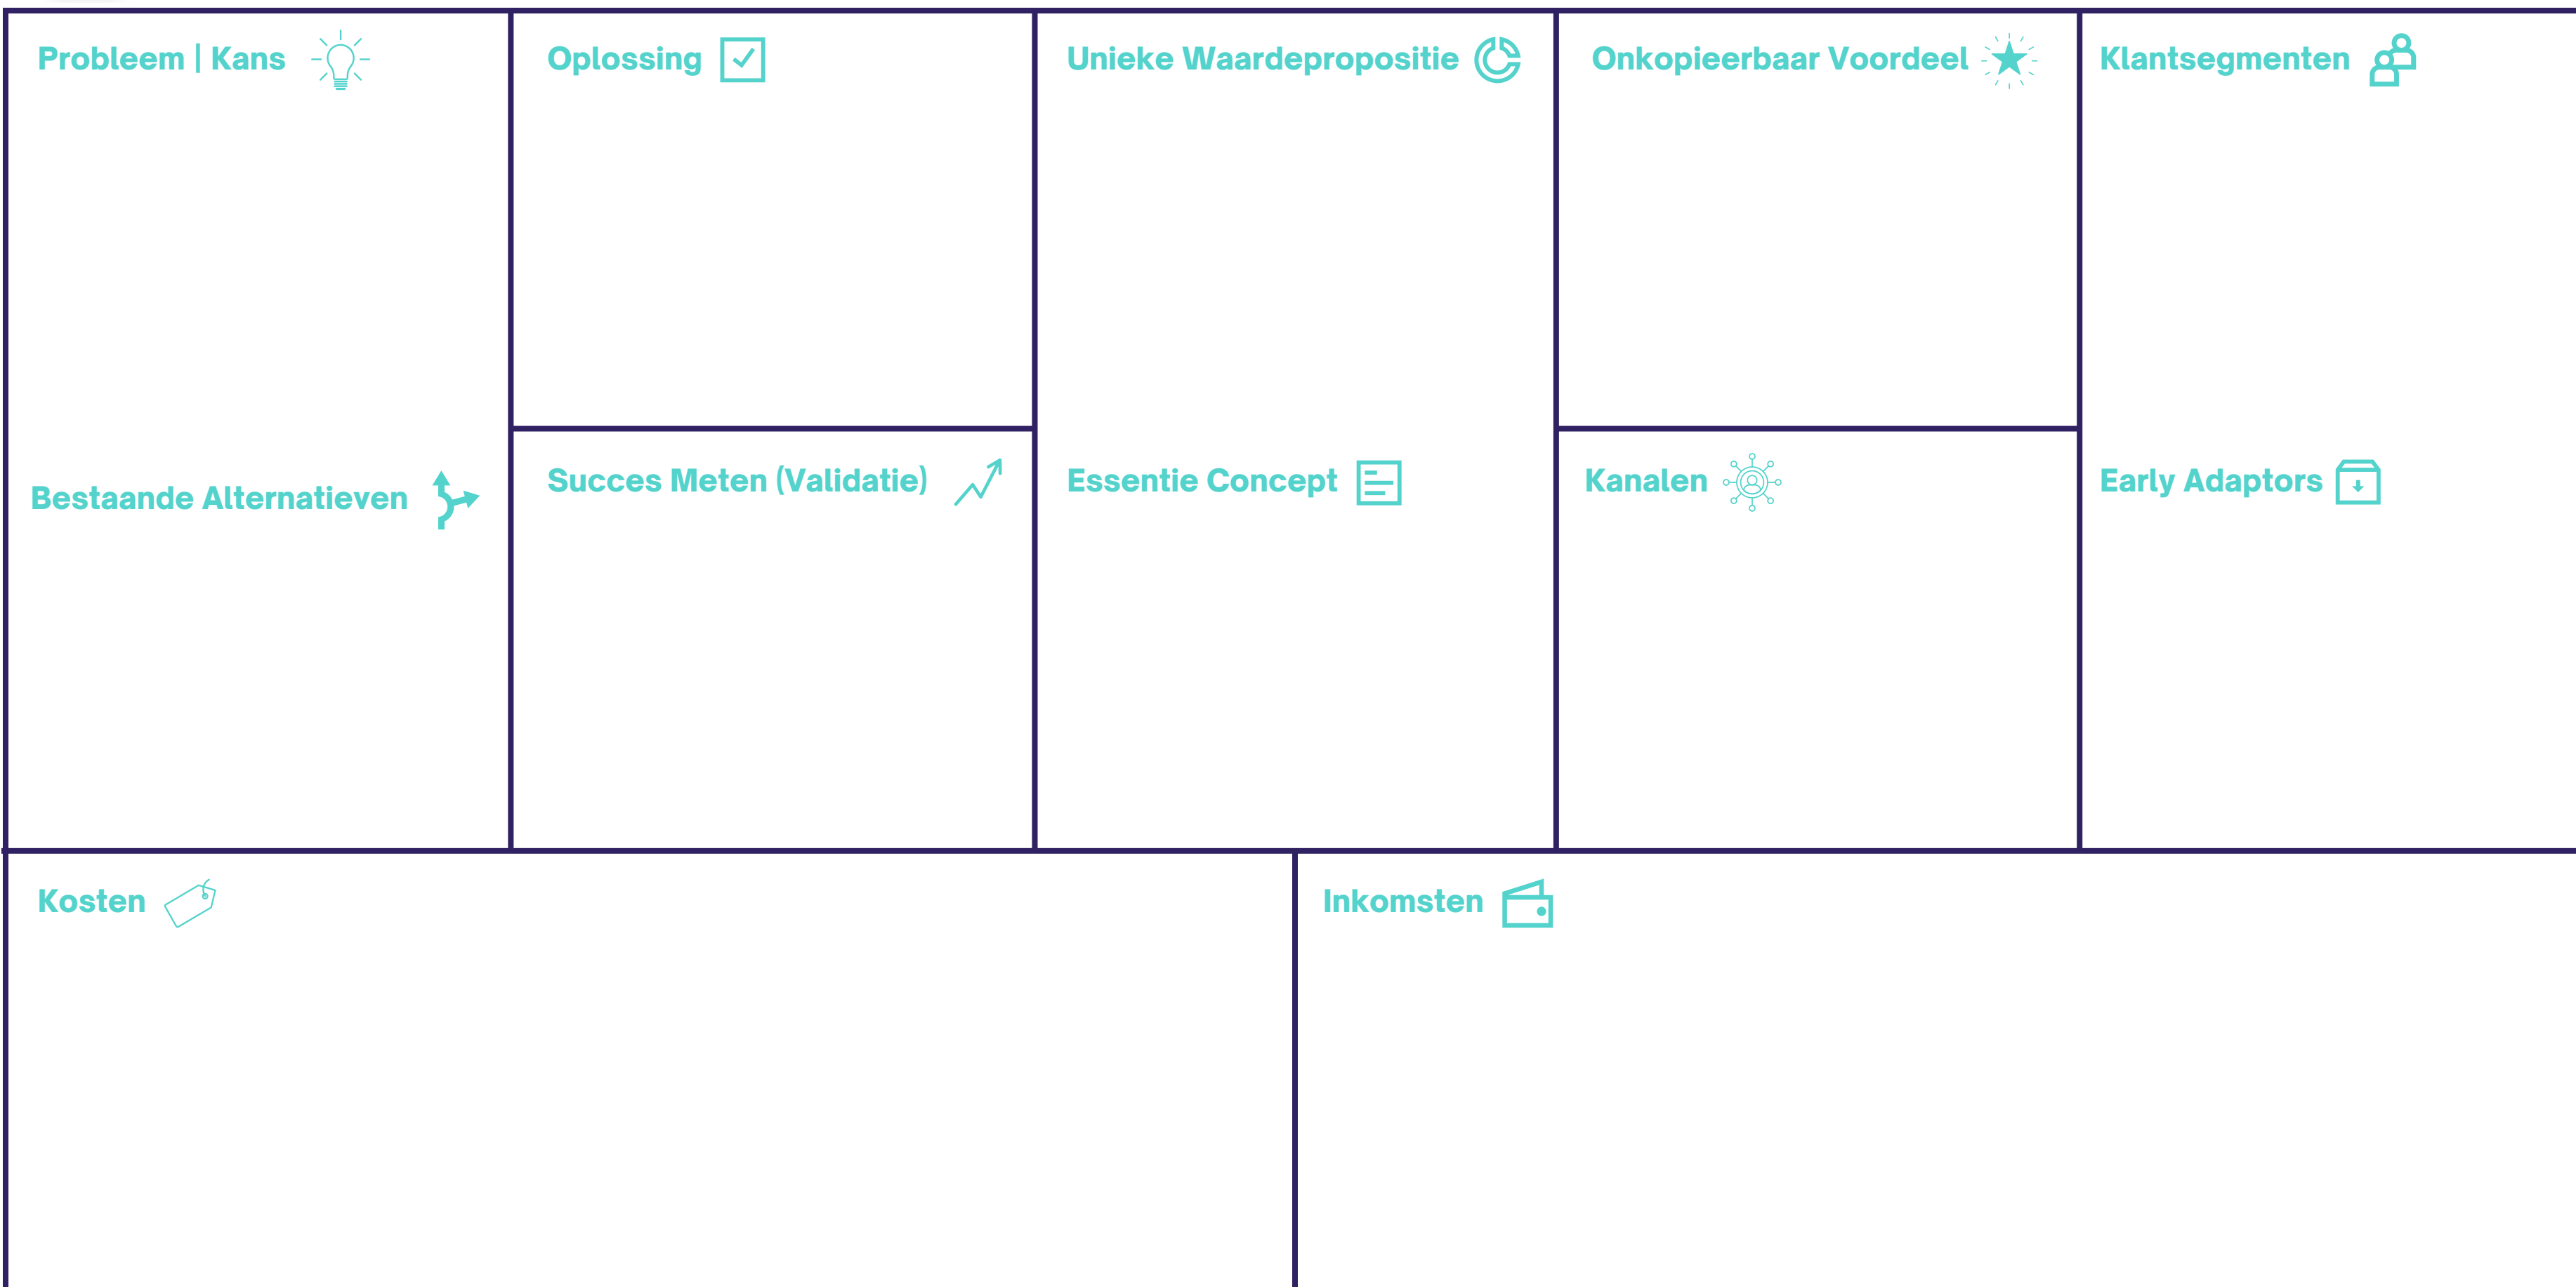 Probleem | Kans
Oplossing
Unieke Waardepropositie
Onkopieerbaar Voordeel
Klantsegmenten
Bestaande Alternatieven
Succes Meten (Validatie)
Essentie Concept
Kanalen
Early Adaptors
Kosten
Inkomsten